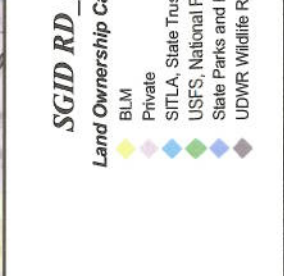 SGID RD_
Land Ownership Ca
BLM
Private
SITLA, State Trus
USFS, National F
State Parks and
UDWR Wildlife R